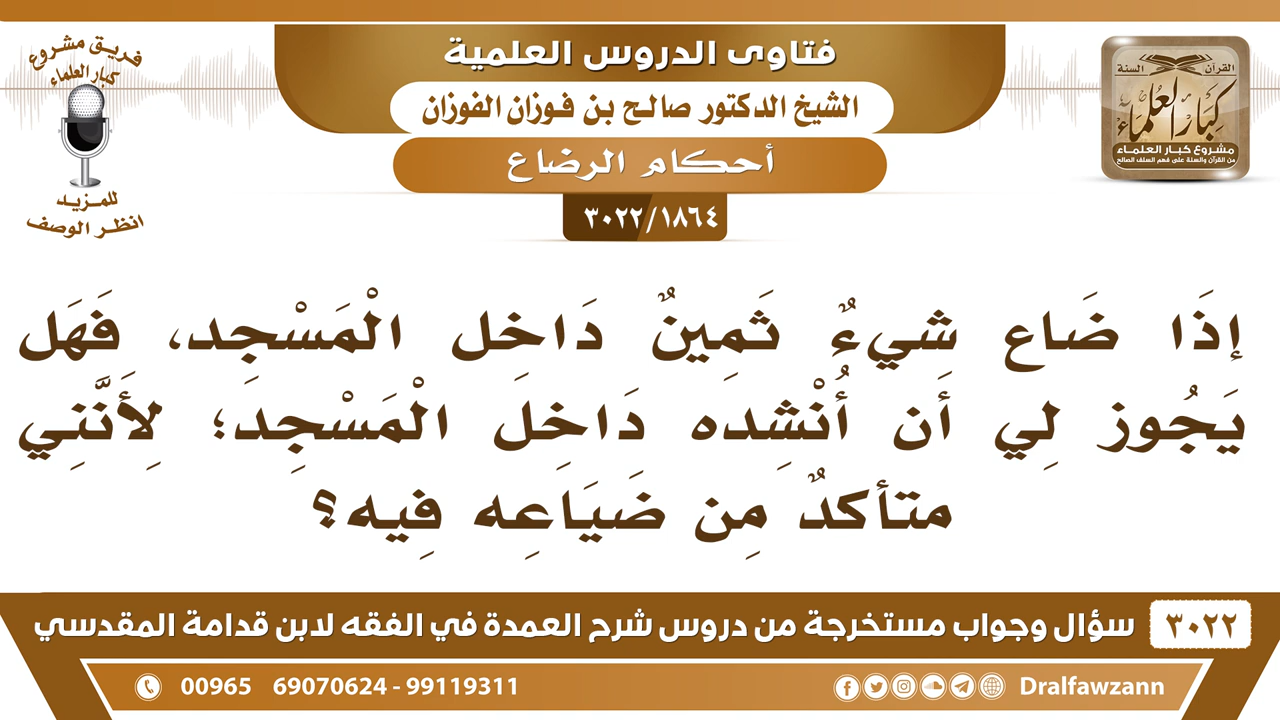 فتاوى الدروس العلمية
الشيخ الدكتور صالح بن فوزان الفوزان
أحكام الرضاع
٣٠٢٢/١٨٦٤
فريق مشروع
كبار العلماء
للمزيد
انظر الوصف
القرآن السنة
كبار العلماء
مشروع كبار العلماء
من القرآن والسنة على فهم السلف الصالح
إِذَا ضَاع شيءٌ ثَمِينٌ دَاخِل الْمَسْجِد، فَهَل
يَجُوز لِي أَن أُنْشِده دَاخِلَ الْمَسْجِد؛ لِأَنَّنِي
متأكدٌ مِن ضَيَاعِه فِيه؟
سؤال وجواب مستخرجة من دروس شرح العمدة في الفقه لابن قدامة المقدسي
٣٠٢٢
00965 69070624 - 99119311
Dralfawzann